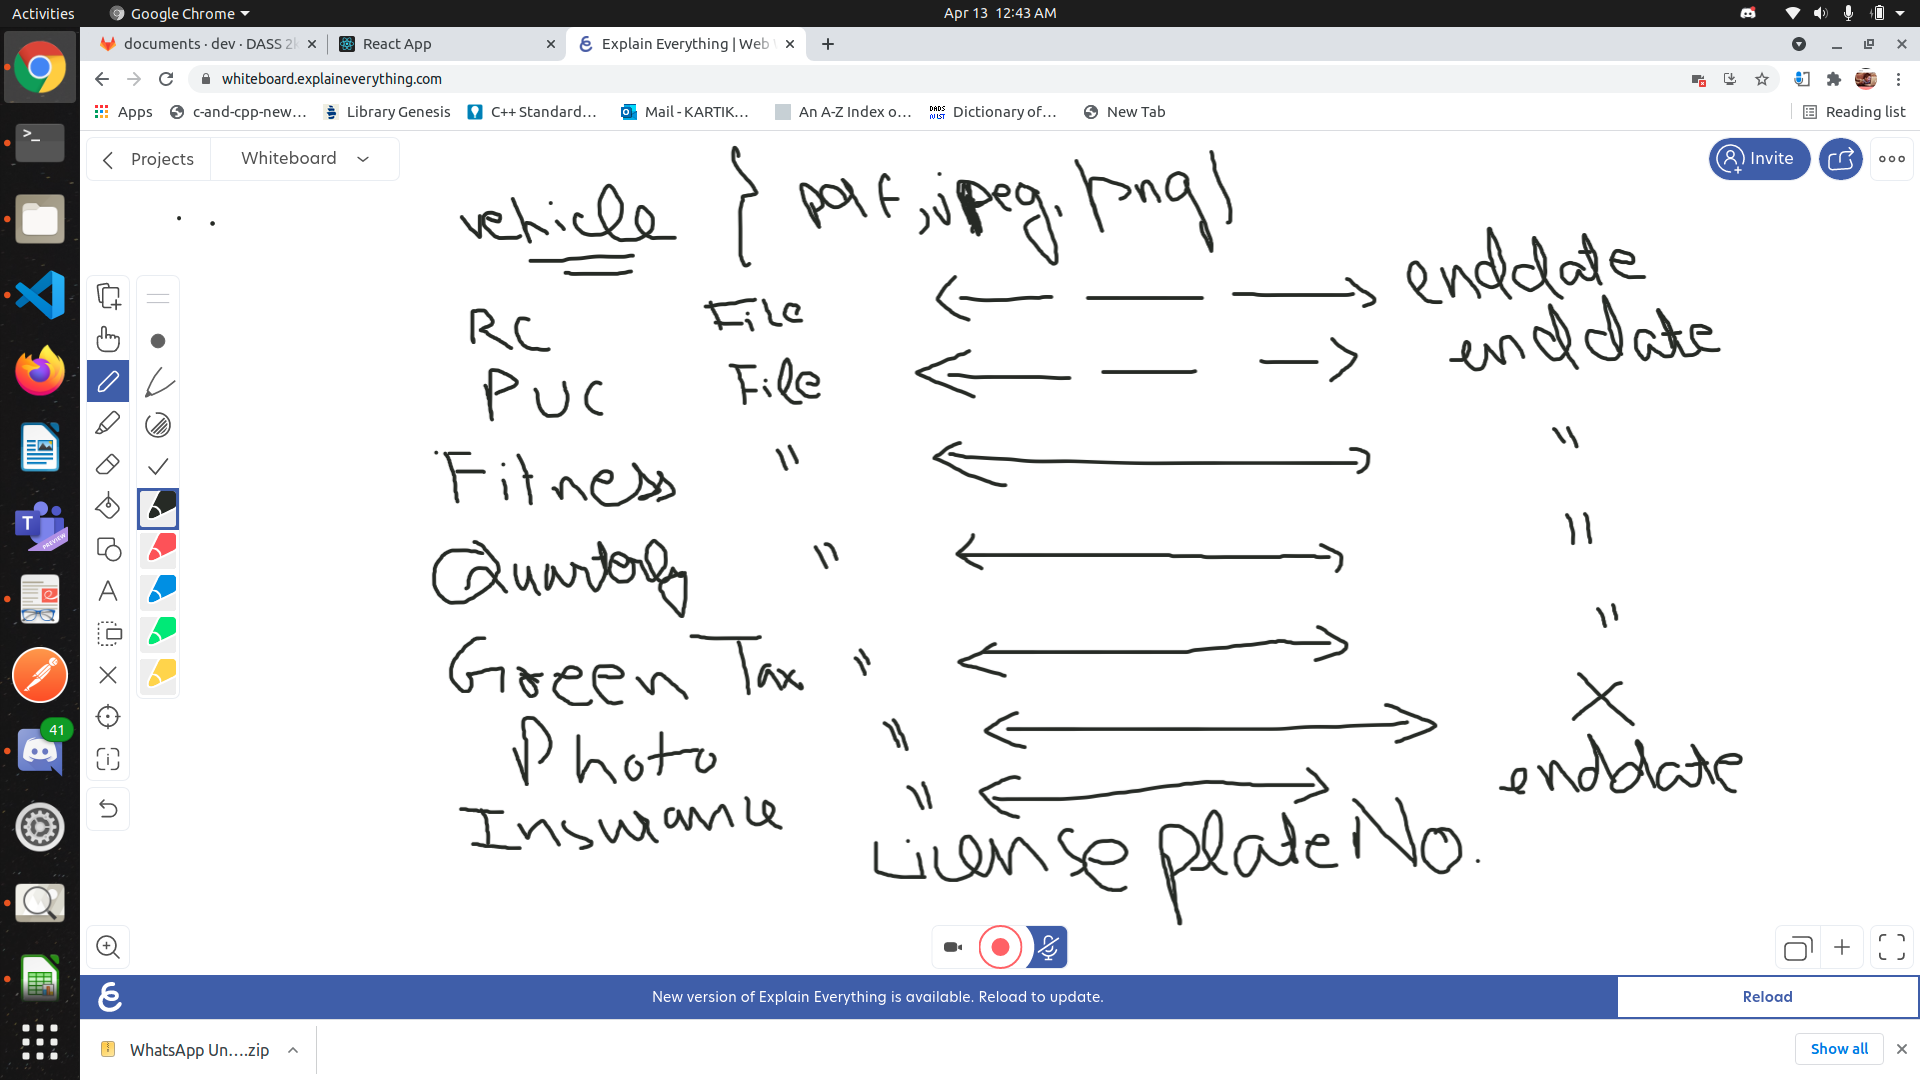 Activities Google Chrome Apr 13 12:43 AM
documents · dev · DASS 2k React App Explain Everything | Web
whiteboard.explaineverything.com
Apps c-and-cpp-new… Library Genesis C++ Standard… Mail - KARTIK… An A-Z Index o… Dictionary of… New Tab Reading list
Projects Whiteboard Invite
vehicle } pdf, jpeg, png)
RC File enddate
PUC File enddate
Fitness " "
Quarterly " "
Green Tax " "
Photo " X
Insurance " enddate
License plate No.
A
T
PREVIEW
41
New version of Explain Everything is available. Reload to update. Reload
WhatsApp Un….zip Show all